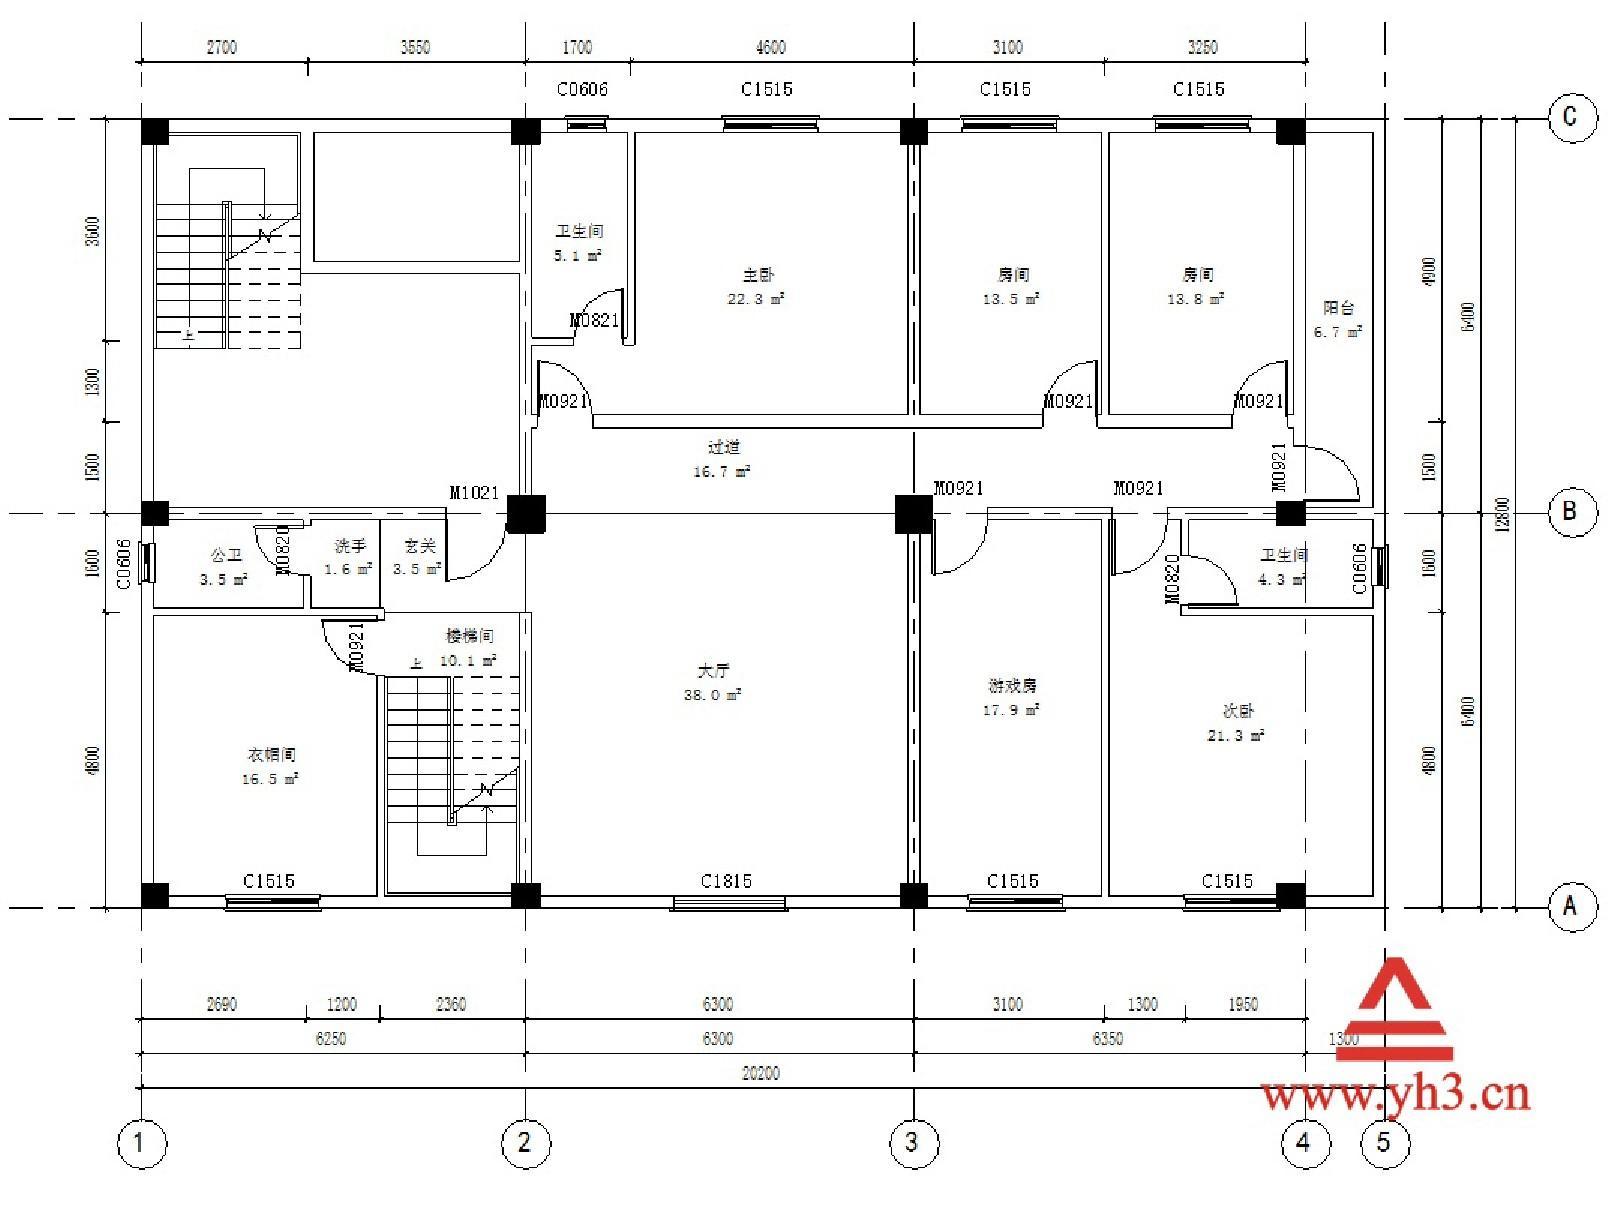 2700 3550 1700 4600 3100 3250
C0606 C1515 C1515 C1515
C
3600
卫生间
5.1 m²
主卧
22.3 m²
房间
13.5 m²
房间
13.8 m²
阳台
6.7 m²
4900
6400
上
M0821
1300
M0921 M0921 M0921
过道
16.7 m²
1500
M0921
1500
M1021 M0921 M0921
12800
B
C0606
1600
公卫
3.5 m²
M0820
洗手
1.6 m²
玄关
3.5 m²
M0820
卫生间
4.3 m²
C0606
1600
M0921
楼梯间
上 10.1 m²
大厅
38.0 m²
游戏房
17.9 m²
次卧
21.3 m²
6400
4800
衣帽间
16.5 m²
4800
C1515 C1815 C1515 C1515
A
2690 1200 2360 6300 3100 1300 1950
6250 6300 6350 1300
20200
www.yh3.cn
1 2 3 4 5